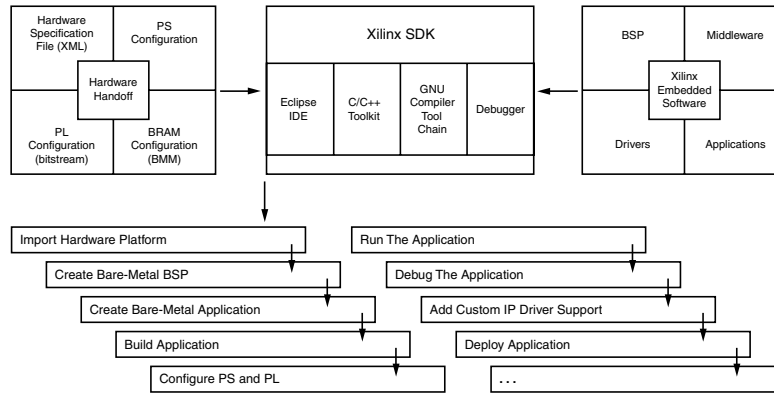 Hardware
Specification
File (XML)
PS
Configuration
Hardware
Handoff
PL
Configuration
(bitstream)
BRAM
Configuration
(BMM)
Xilinx SDK
Eclipse
IDE
C/C++
Toolkit
GNU
Compiler
Tool
Chain
Debugger
BSP
Middleware
Xilinx
Embedded
Software
Drivers
Applications
Import Hardware Platform
Create Bare-Metal BSP
Create Bare-Metal Application
Build Application
Configure PS and PL
Run The Application
Debug The Application
Add Custom IP Driver Support
Deploy Application
...